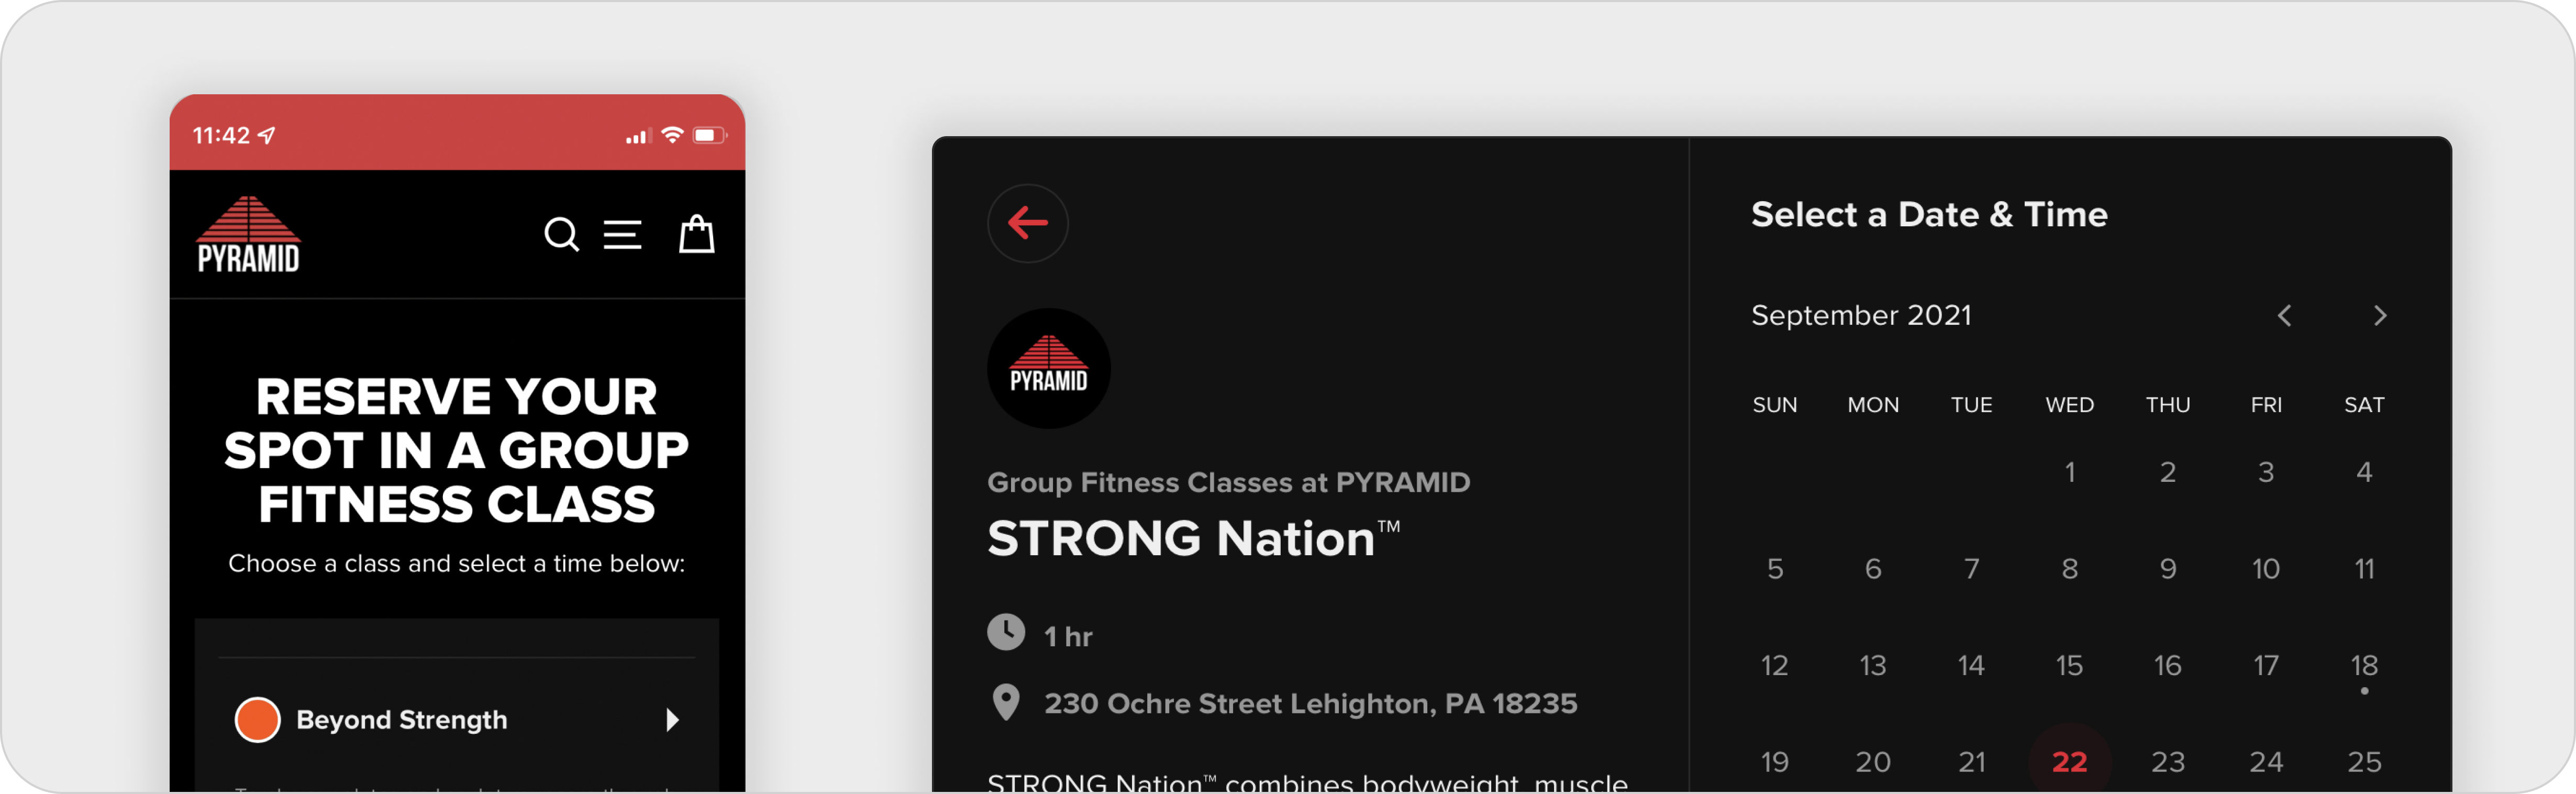 11:42
PYRAMID
RESERVE YOUR
SPOT IN A GROUP
FITNESS CLASS
Choose a class and select a time below:
Beyond Strength
PYRAMID
Group Fitness Classes at PYRAMID
STRONG Nation™
1 hr
230 Ochre Street Lehighton, PA 18235
STRONG Nation™ combines bodyweight, muscle
Select a Date & Time
September 2021
SUN MON TUE WED THU FRI SAT
1 2 3 4
5 6 7 8 9 10 11
12 13 14 15 16 17 18
19 20 21 22 23 24 25